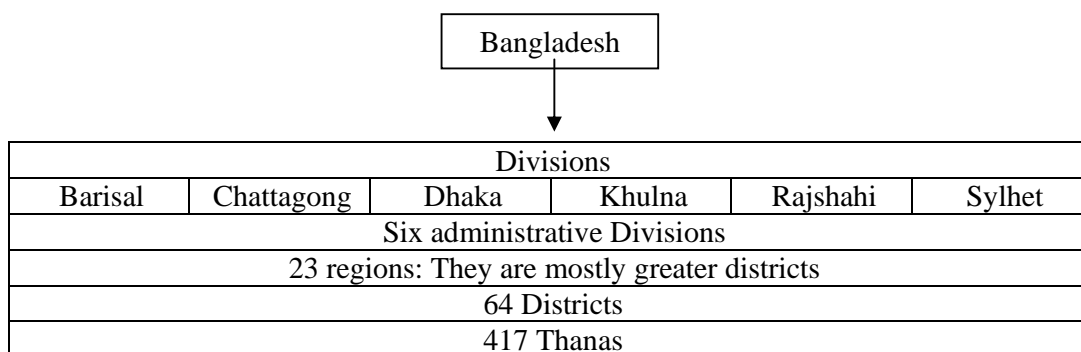 Bangladesh
Divisions
Barisal Chattagong Dhaka Khulna Rajshahi Sylhet
Six administrative Divisions
23 regions: They are mostly greater districts
64 Districts
417 Thanas